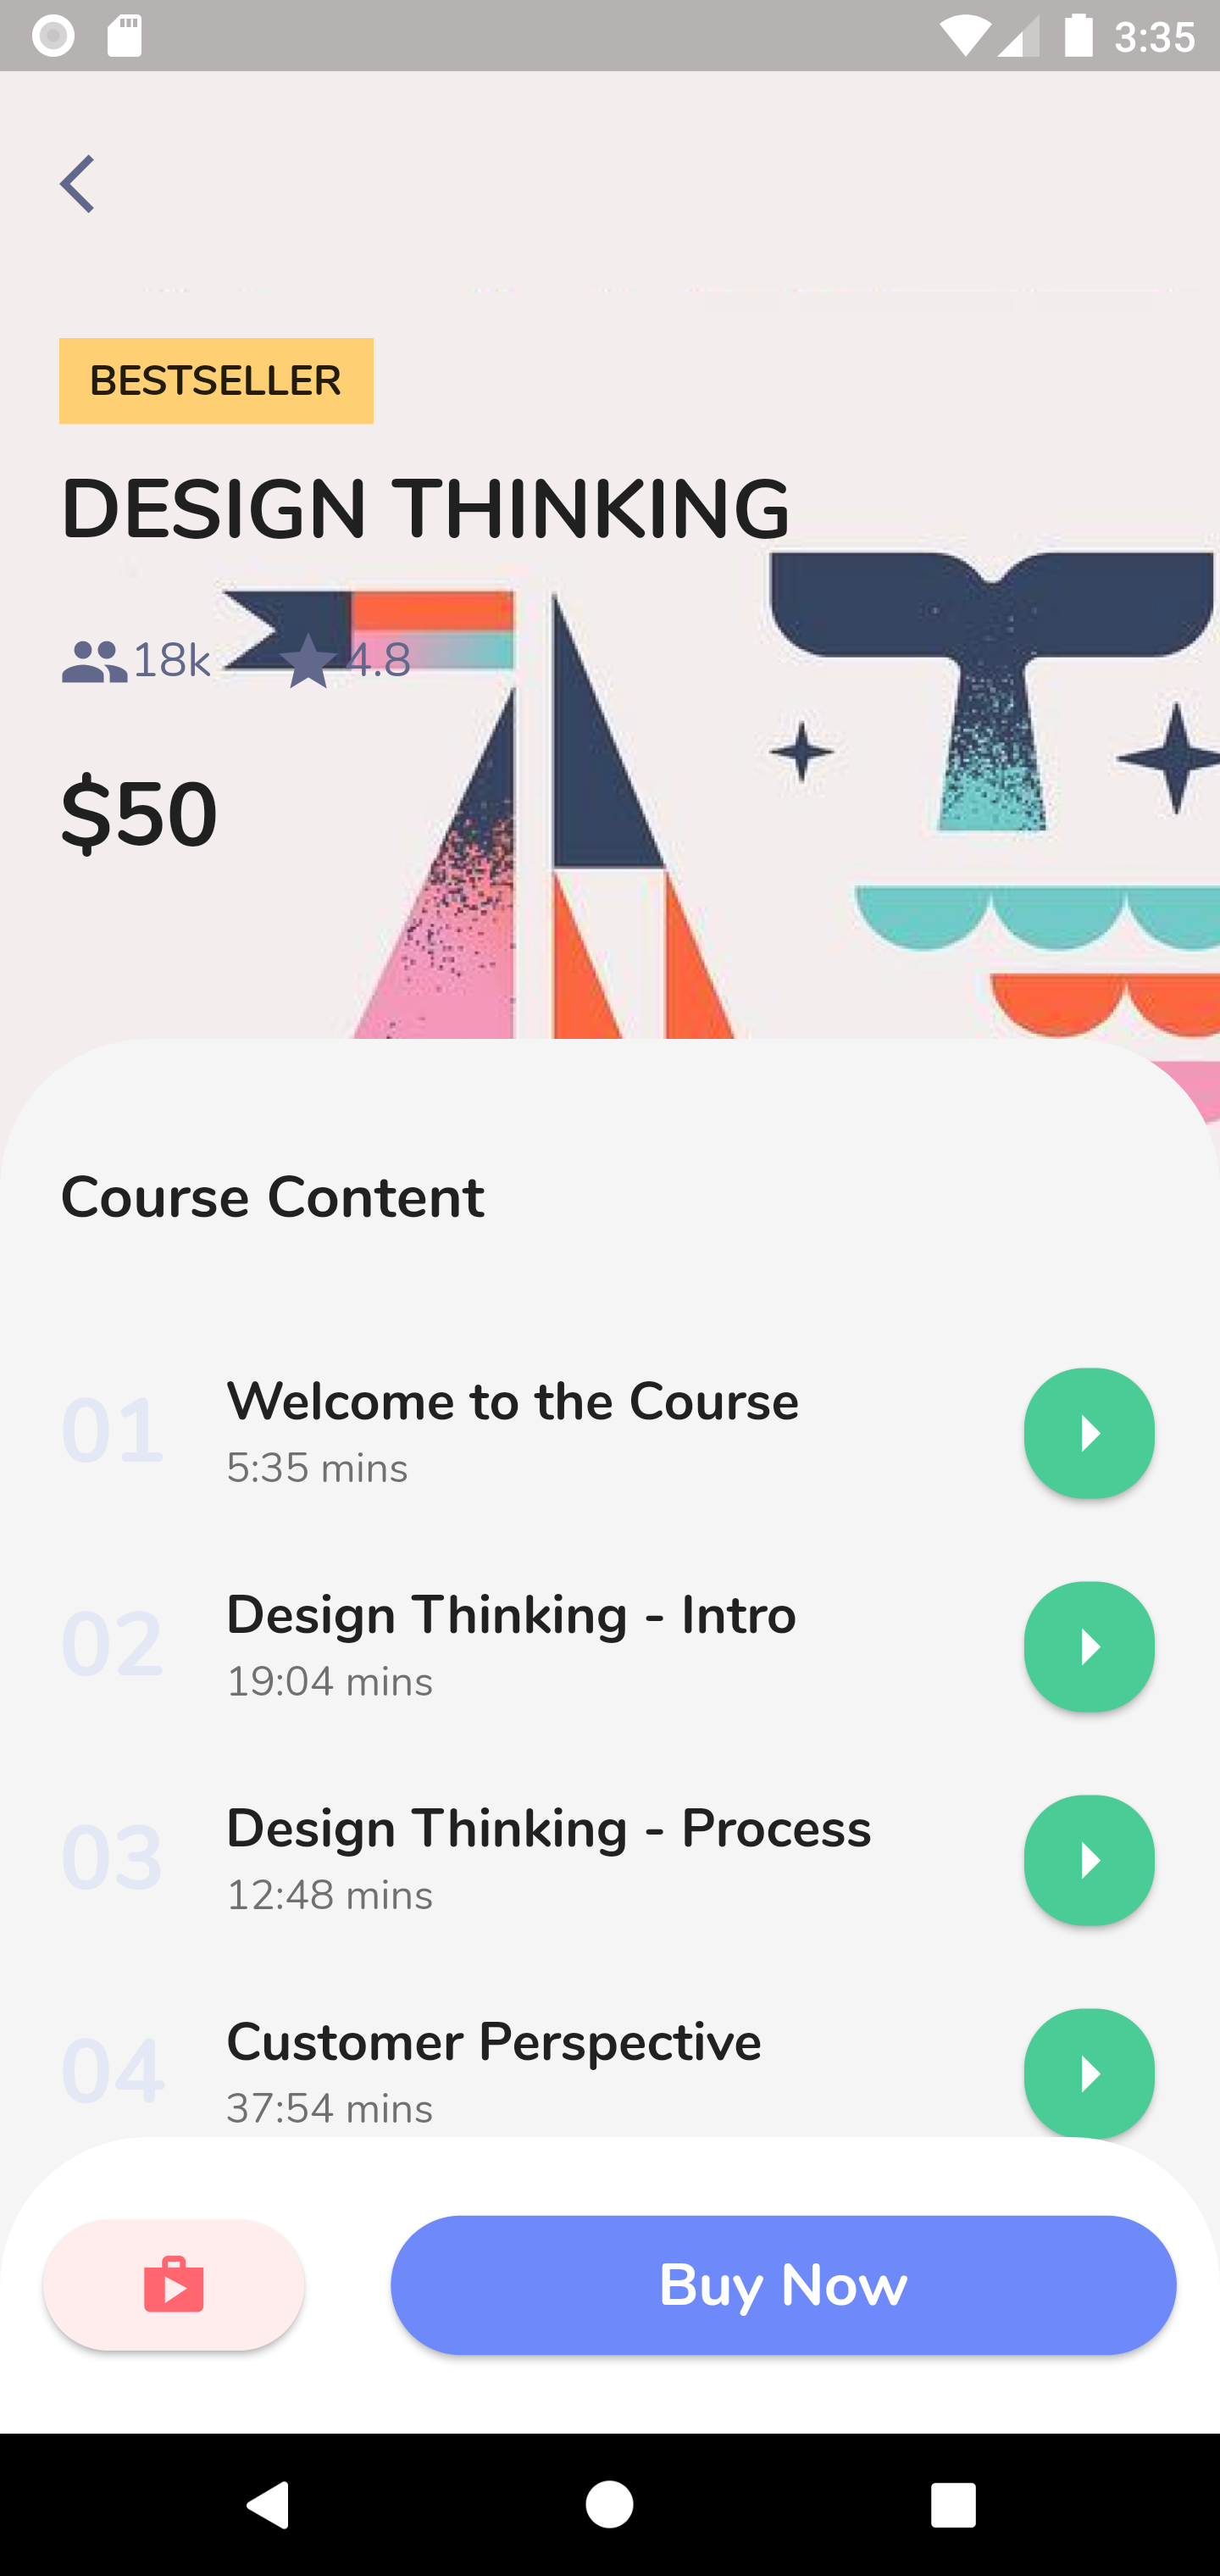 3:35
BESTSELLER
DESIGN THINKING
18k 4.8
$50
Course Content
01
Welcome to the Course
5:35 mins
02
Design Thinking - Intro
19:04 mins
03
Design Thinking - Process
12:48 mins
04
Customer Perspective
37:54 mins
Buy Now